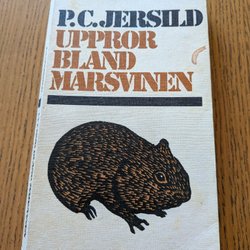 P.C. JERSILD
UPPROR
BLAND
MARSVINEN